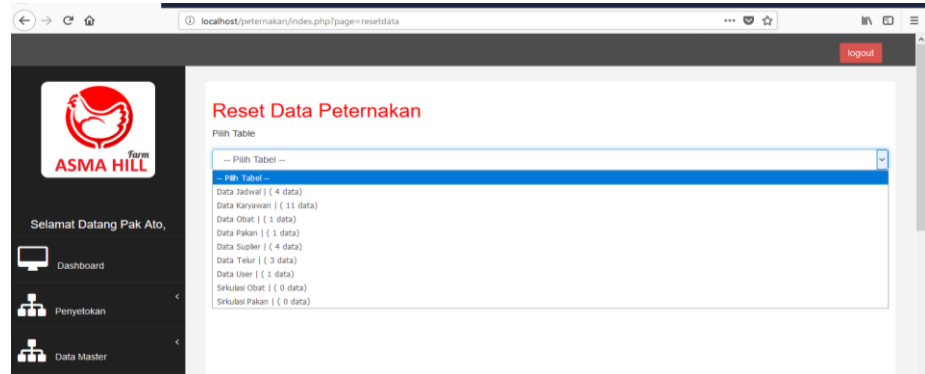 localhost/peternakan/index.php?page=resetdata
logout
Farm
ASMA HILL
Selamat Datang Pak Ato,
Dashboard
Penyetokan
Data Master
Reset Data Peternakan
Pilih Table
-- Pilih Tabel --
-- Pilih Tabel --
Data Jadwal | ( 4 data)
Data Karyawan | ( 11 data)
Data Obat | ( 1 data)
Data Pakan | ( 1 data)
Data Suplier | ( 4 data)
Data Telur | ( 3 data)
Data User | ( 1 data)
Sirkulasi Obat | ( 0 data)
Sirkulasi Pakan | ( 0 data)